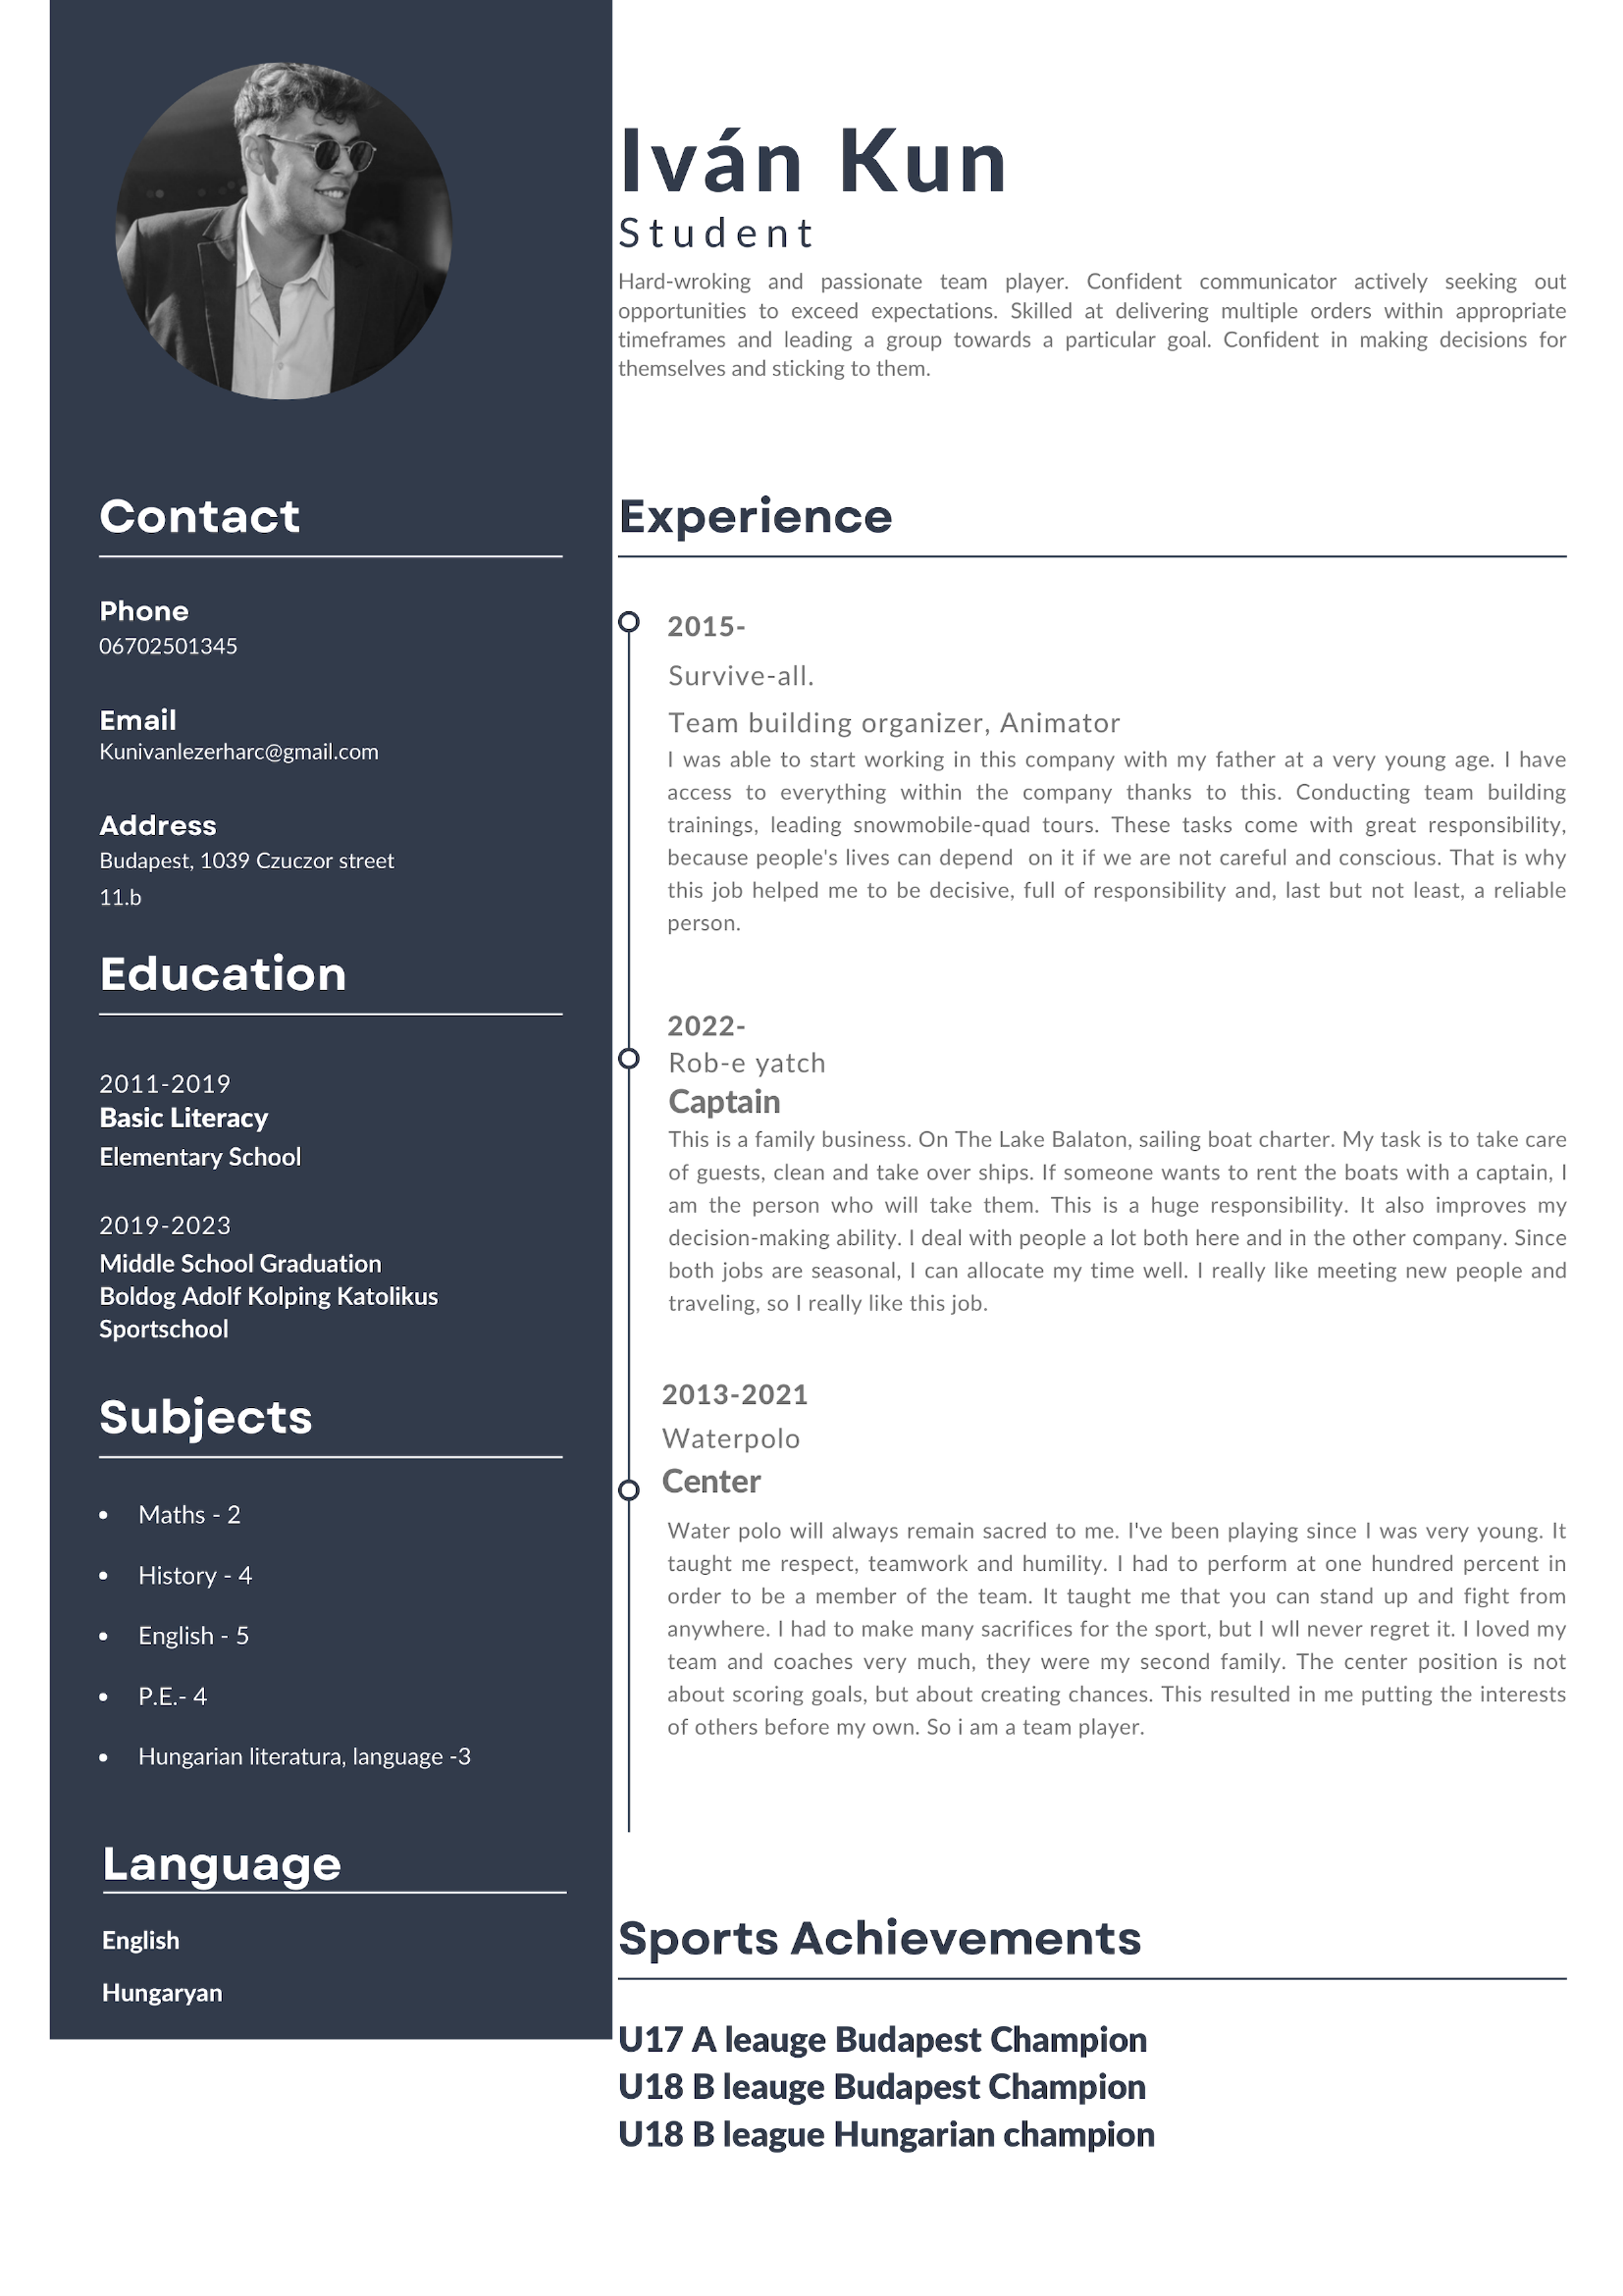 Iván Kun
Student
Hard-wroking and passionate team player. Confident communicator actively seeking out
opportunities to exceed expectations. Skilled at delivering multiple orders within appropriate
timeframes and leading a group towards a particular goal. Confident in making decisions for
themselves and sticking to them.
Contact
Phone
06702501345
Email
Kunivanlezerharc@gmail.com
Address
Budapest, 1039 Czuczor street
11.b
Education
2011-2019
Basic Literacy
Elementary School
2019-2023
Middle School Graduation
Boldog Adolf Kolping Katolikus
Sportschool
Subjects
• Maths - 2
• History - 4
• English - 5
• P.E.- 4
• Hungarian literatura, language -3
Language
English
Hungaryan
Experience
2015-
Survive-all.
Team building organizer, Animator
I was able to start working in this company with my father at a very young age. I have
access to everything within the company thanks to this. Conducting team building
trainings, leading snowmobile-quad tours. These tasks come with great responsibility,
because people's lives can depend on it if we are not careful and conscious. That is why
this job helped me to be decisive, full of responsibility and, last but not least, a reliable
person.
2022-
Rob-e yatch
Captain
This is a family business. On The Lake Balaton, sailing boat charter. My task is to take care
of guests, clean and take over ships. If someone wants to rent the boats with a captain, I
am the person who will take them. This is a huge responsibility. It also improves my
decision-making ability. I deal with people a lot both here and in the other company. Since
both jobs are seasonal, I can allocate my time well. I really like meeting new people and
traveling, so I really like this job.
2013-2021
Waterpolo
Center
Water polo will always remain sacred to me. I've been playing since I was very young. It
taught me respect, teamwork and humility. I had to perform at one hundred percent in
order to be a member of the team. It taught me that you can stand up and fight from
anywhere. I had to make many sacrifices for the sport, but I wll never regret it. I loved my
team and coaches very much, they were my second family. The center position is not
about scoring goals, but about creating chances. This resulted in me putting the interests
of others before my own. So i am a team player.
Sports Achievements
U17 A leauge Budapest Champion
U18 B leauge Budapest Champion
U18 B league Hungarian champion